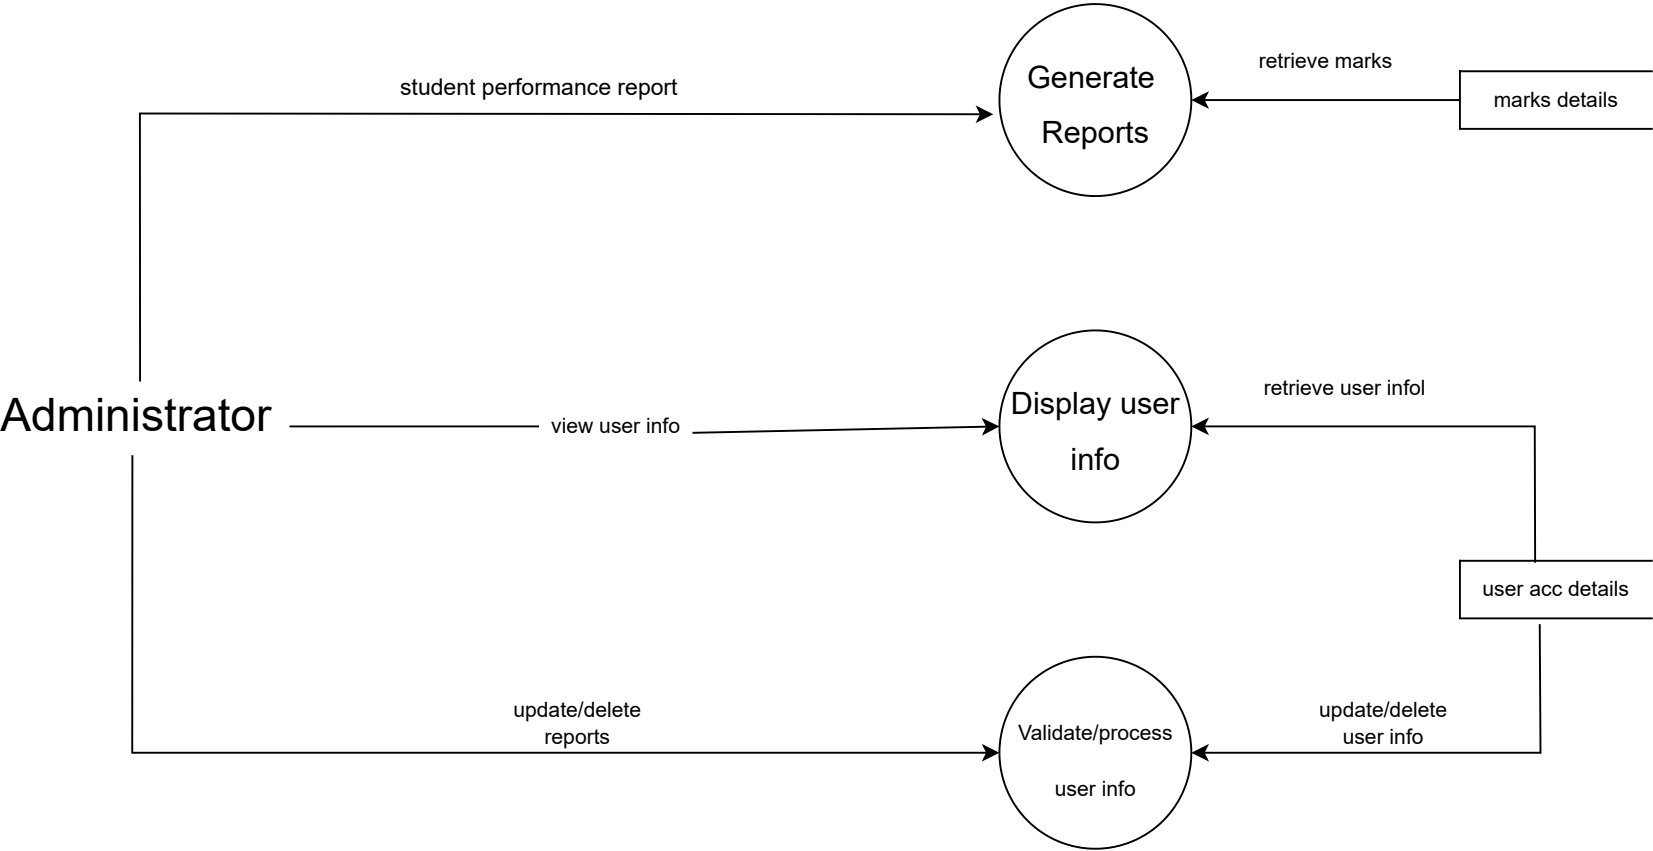 student performance report
Generate
Reports
retrieve marks
marks details
Administrator
view user info
Display user
info
retrieve user infol
user acc details
update/delete
reports
Validate/process
user info
update/delete
user info